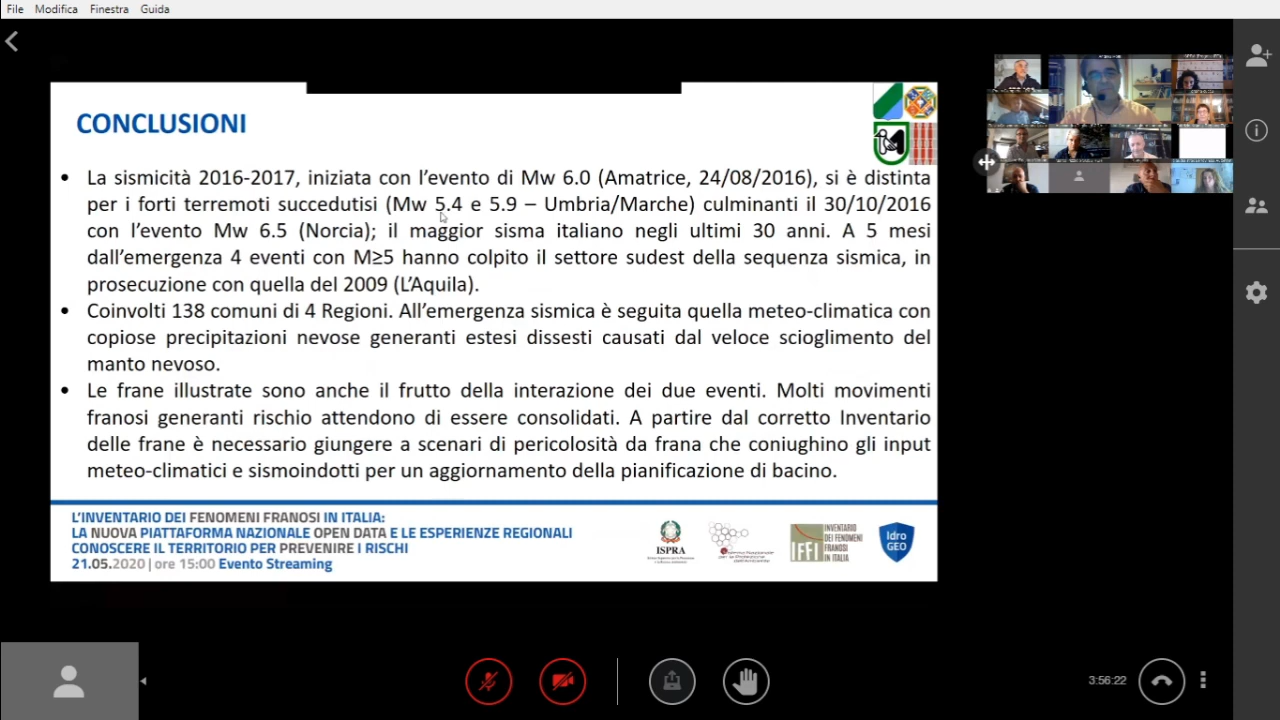 File Modifica Finestra Guida
CONCLUSIONI
• La sismicità 2016-2017, iniziata con l'evento di Mw 6.0 (Amatrice, 24/08/2016), si è distinta
per i forti terremoti succedutisi (Mw 5.4 e 5.9 – Umbria/Marche) culminanti il 30/10/2016
con l'evento Mw 6.5 (Norcia); il maggior sisma italiano negli ultimi 30 anni. A 5 mesi
dall'emergenza 4 eventi con M≥5 hanno colpito il settore sudest della sequenza sismica, in
prosecuzione con quella del 2009 (L'Aquila).
• Coinvolti 138 comuni di 4 Regioni. All'emergenza sismica è seguita quella meteo-climatica con
copiose precipitazioni nevose generanti estesi dissesti causati dal veloce scioglimento del
manto nevoso.
• Le frane illustrate sono anche il frutto della interazione dei due eventi. Molti movimenti
franosi generanti rischio attendono di essere consolidati. A partire dal corretto Inventario
delle frane è necessario giungere a scenari di pericolosità da frana che coniughino gli input
meteo-climatici e sismoindotti per un aggiornamento della pianificazione di bacino.
L'INVENTARIO DEI FENOMENI FRANOSI IN ITALIA:
LA NUOVA PIATTAFORMA NAZIONALE OPEN DATA E LE ESPERIENZE REGIONALI
CONOSCERE IL TERRITORIO PER PREVENIRE I RISCHI
21.05.2020 | ore 15:00 Evento Streaming
ISPRA
IFFI
INVENTARIO
DEI FENOMENI
FRANOSI
IN ITALIA
Idro
GEO
3:56:22